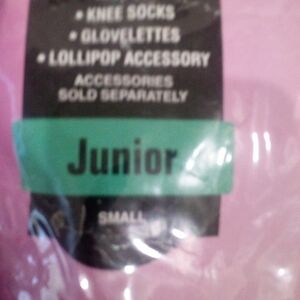 • KNEE SOCKS
• GLOVELETTES
• LOLLIPOP ACCESSORY
ACCESSORIES
SOLD SEPARATELY
Junior
SMALL